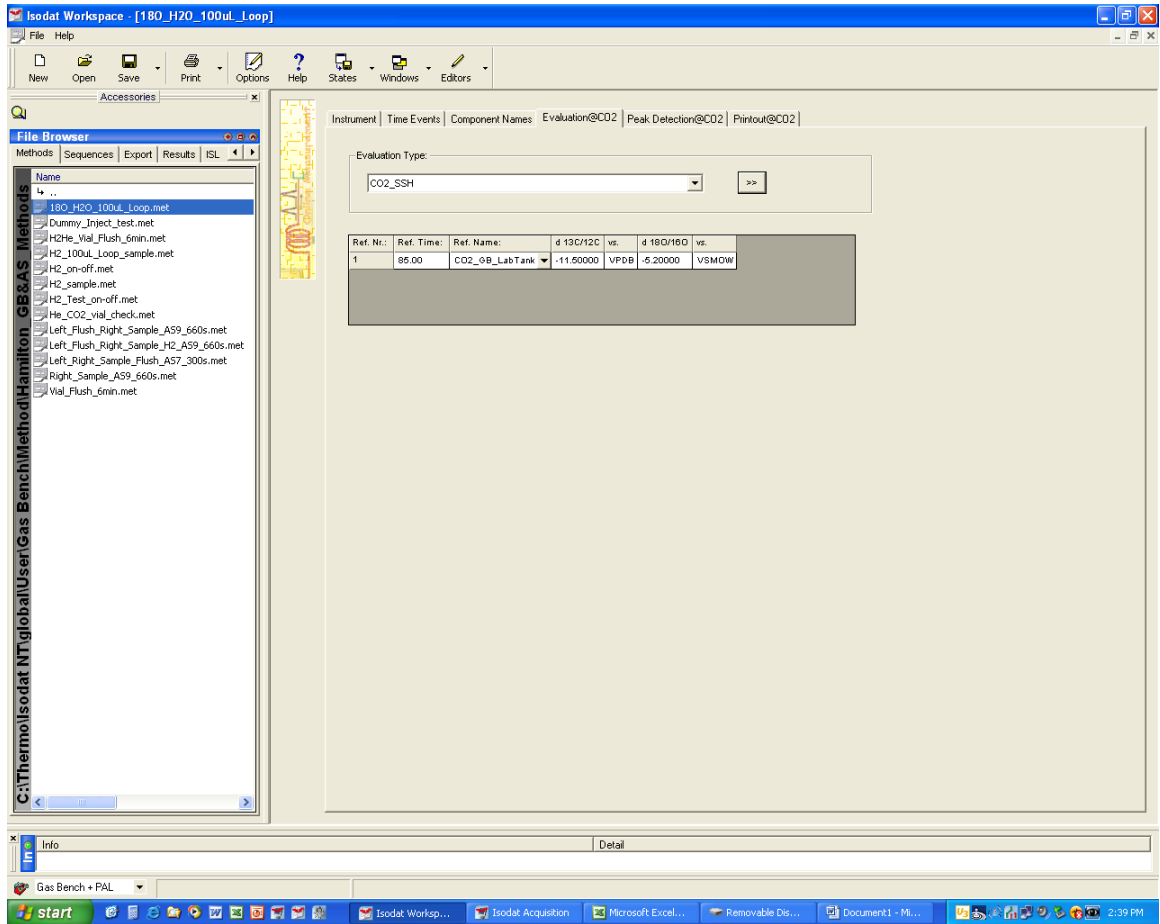 Isodat Workspace - [18O_H2O_100uL_Loop]
File Help
New Open Save Print Options Help States Windows Editors
Accessories
File Browser
Methods Sequences Export Results ISL
Name
..
18O_H2O_100uL_Loop.met
Dummy_Inject_test.met
H2He_Vial_Flush_6min.met
H2_100uL_Loop_sample.met
H2_on-off.met
H2_sample.met
H2_Test_on-off.met
He_CO2_vial_check.met
Left_Flush_Right_Sample_AS9_660s.met
Left_Flush_Right_Sample_H2_AS9_660s.met
Left_Right_Sample_Flush_AS7_300s.met
Right_Sample_AS9_660s.met
Vial_Flush_6min.met
C:\Thermo\Isodat NT\global\User\Gas Bench\Method\Hamilton GB&AS Methods
Instrument Time Events Component Names Evaluation@CO2 Peak Detection@CO2 Printout@CO2
Evaluation Type:
CO2_SSH >>
Ref. Nr.: Ref. Time: Ref. Name: d 13C/12C vs. d 18O/16O vs.
1 85.00 CO2_GB_LabTank -11.50000 VPDB -5.20000 VSMOW
In
Info Detail
Gas Bench + PAL
start Isodat Worksp... Isodat Acquisition Microsoft Excel... Removable Dis... Document1 - Mi... 2:39 PM